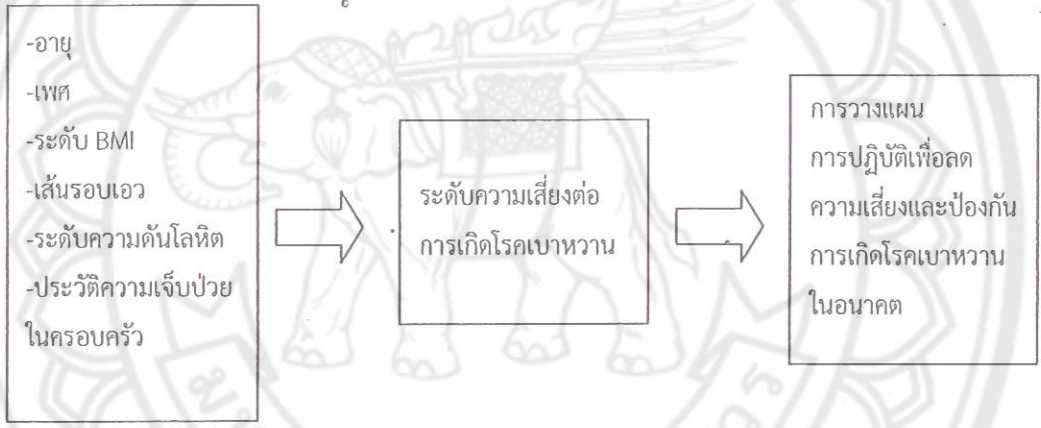 -อายุ
-เพศ
-ระดับ BMI
-เส้นรอบเอว
-ระดับความดันโลหิต
-ประวัติความเจ็บป่วย
ในครอบครัว
ระดับความเสี่ยงต่อ
การเกิดโรคเบาหวาน
การวางแผน
การปฏิบัติเพื่อลด
ความเสี่ยงและป้องกัน
การเกิดโรคเบาหวาน
ในอนาคต